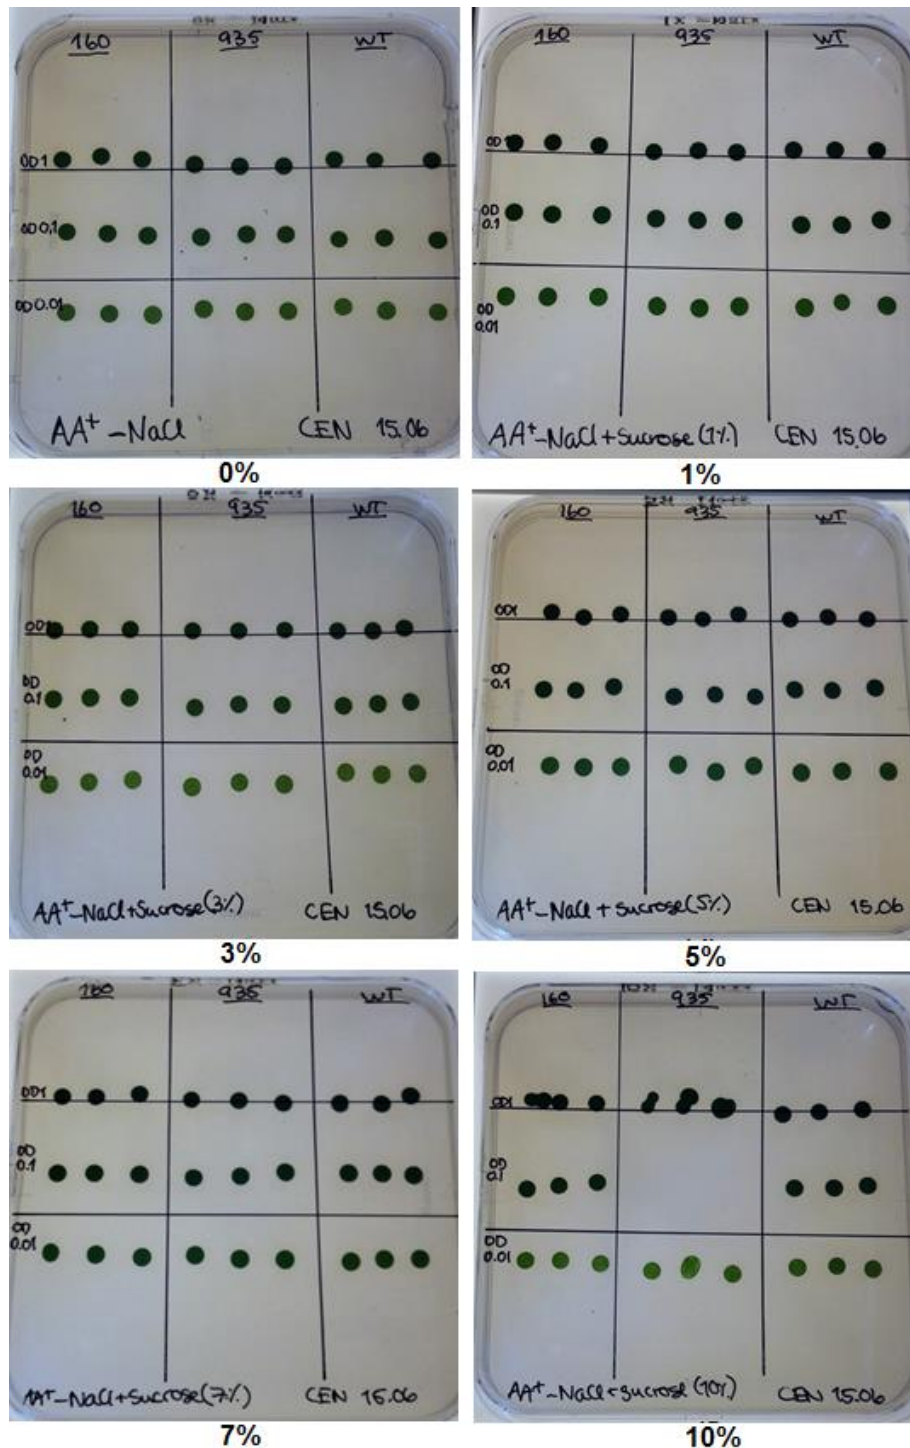 160 935 WT
OD1
OD0,1
OD0.01
AA+ -NaCl CEN 15.06
0%
160 935 WT
OD1
OD
0.1
OD
0.01
AA+-NaCl+Sucrose(1%) CEN 15.06
1%
160 935 WT
OD1
OD
0.1
OD
0.01
AA+-NaCl+Sucrose(3%) CEN 15.06
3%
160 935 WT
OD1
OD
0.1
OD
0.01
AA+-NaCl+Sucrose(5%) CEN 15.06
5%
160 935 WT
OD1
OD
0.1
OD
0.01
AA+-NaCl+Sucrose(7%) CEN 15.06
7%
160 935 WT
OD1
OD
0.1
OD
0.01
AA+-NaCl+Sucrose(10%) CEN 15.06
10%